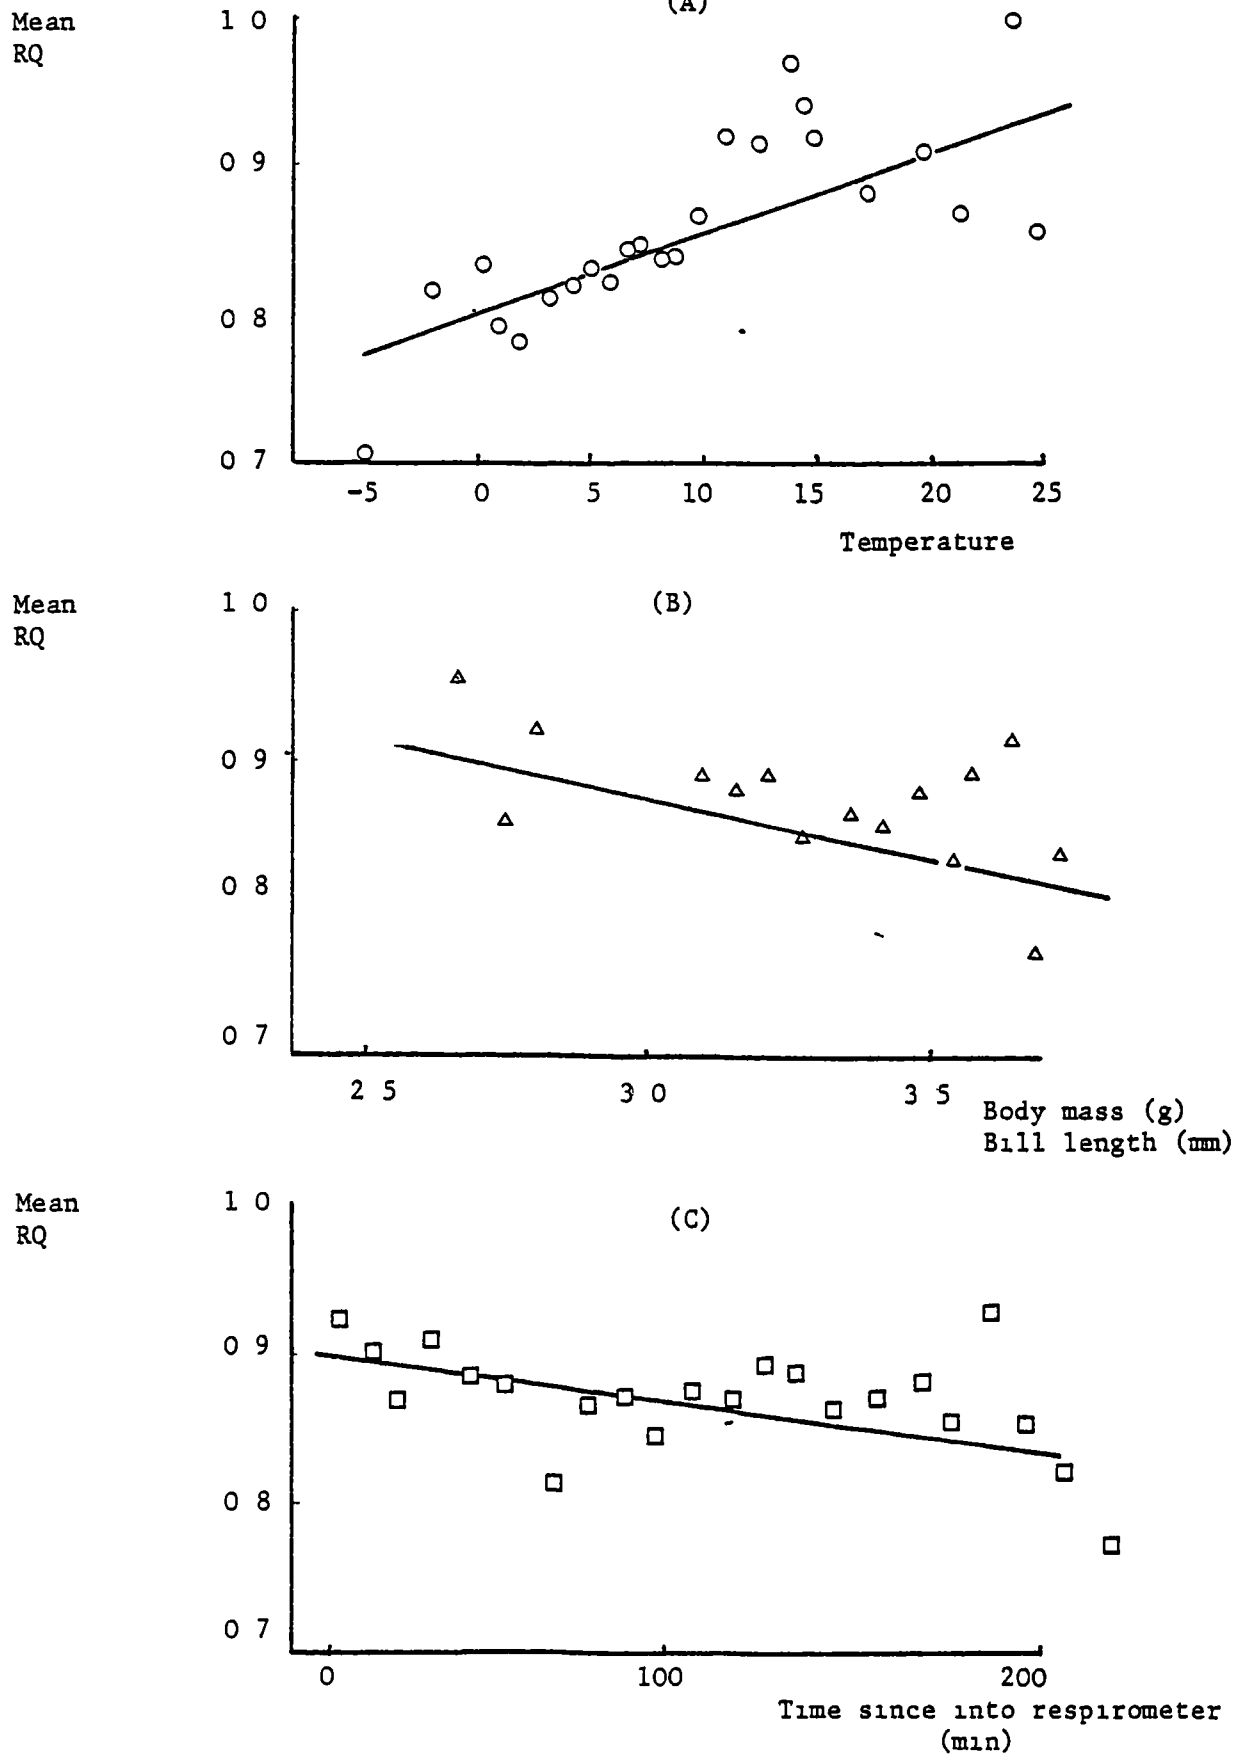 (A)
Mean
RQ
1 0
0 9
0 8
0 7
-5 0 5 10 15 20 25
Temperature
(B)
Mean
RQ
1 0
0 9
0 8
0 7
2 5 3 0 3 5
Body mass (g)
Bill length (mm)
(C)
Mean
RQ
1 0
0 9
0 8
0 7
0 100 200
Time since into respirometer
(min)